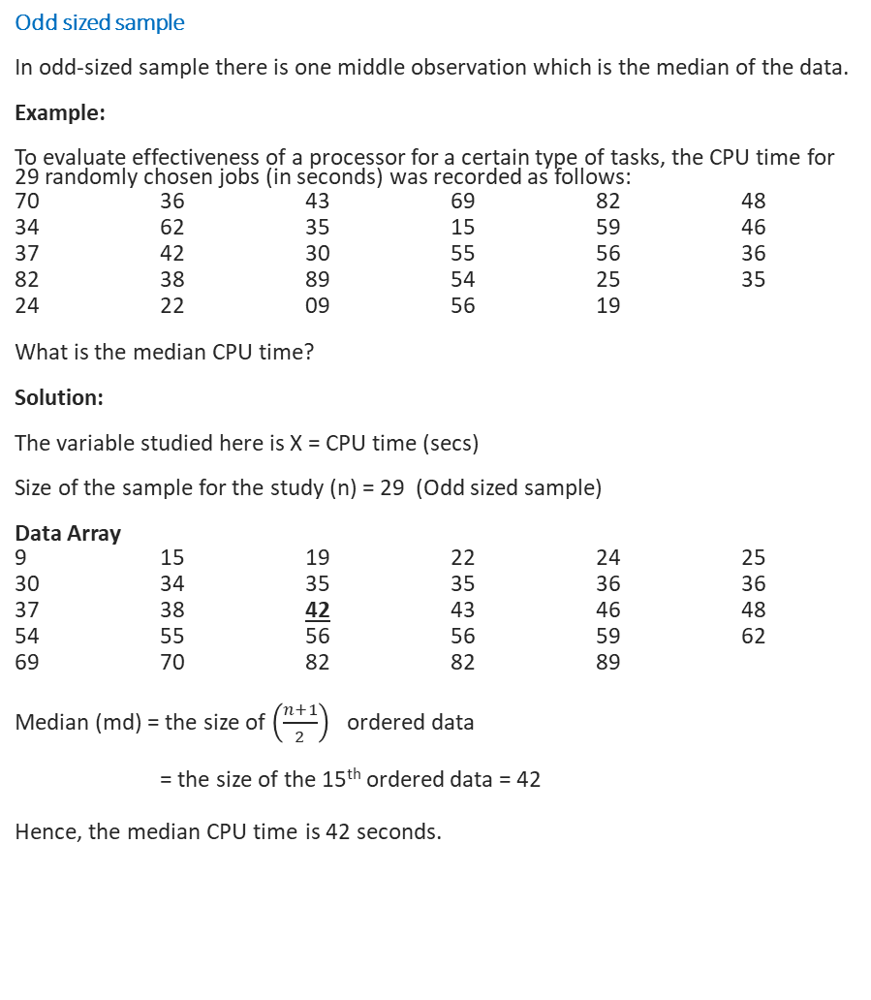 Odd sized sample
In odd-sized sample there is one middle observation which is the median of the data.
Example:
To evaluate effectiveness of a processor for a certain type of tasks, the CPU time for
29 randomly chosen jobs (in seconds) was recorded as follows:
70 36 43 69 82 48
34 62 35 15 59 46
37 42 30 55 56 36
82 38 89 54 25 35
24 22 09 56 19
What is the median CPU time?
Solution:
The variable studied here is X = CPU time (secs)
Size of the sample for the study (n) = 29 (Odd sized sample)
Data Array
9 15 19 22 24 25
30 34 35 35 36 36
37 38 42 43 46 48
54 55 56 56 59 62
69 70 82 82 89
Median (md) = the size of (n+1/2) ordered data
= the size of the 15th ordered data = 42
Hence, the median CPU time is 42 seconds.